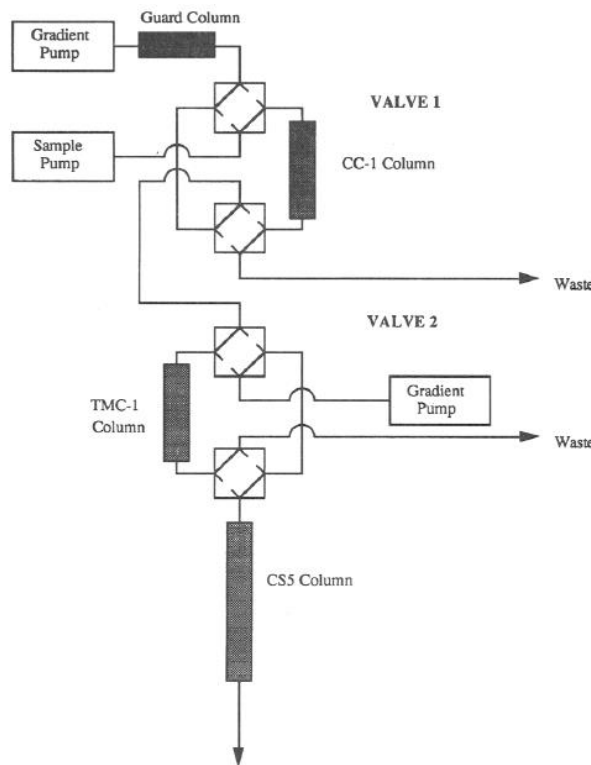 Guard Column
Gradient
Pump
VALVE 1
Sample
Pump
CC-1 Column
Waste
VALVE 2
TMC-1
Column
Gradient
Pump
Waste
CS5 Column